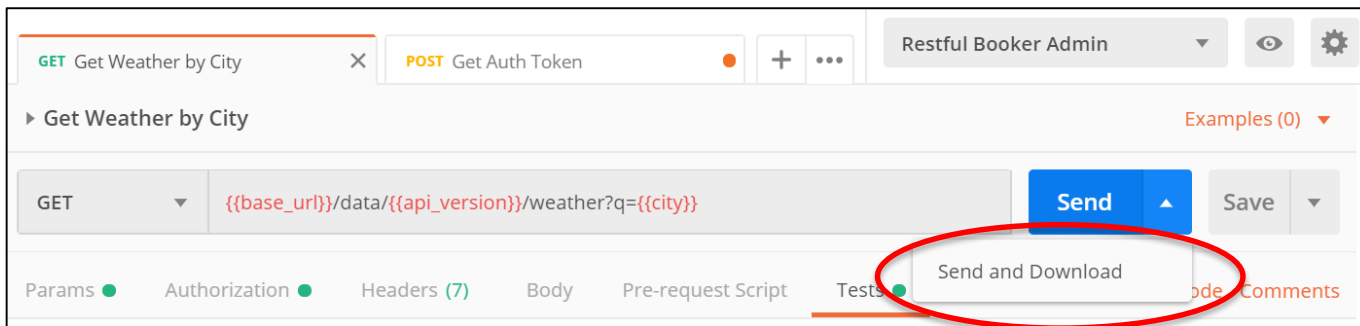 GET Get Weather by City
POST Get Auth Token
Restful Booker Admin
Get Weather by City
Examples (0)
GET
{{base_url}}/data/{{api_version}}/weather?q={{city}}
Send
Save
Send and Download
Params Authorization Headers (7) Body Pre-request Script Tests Comments